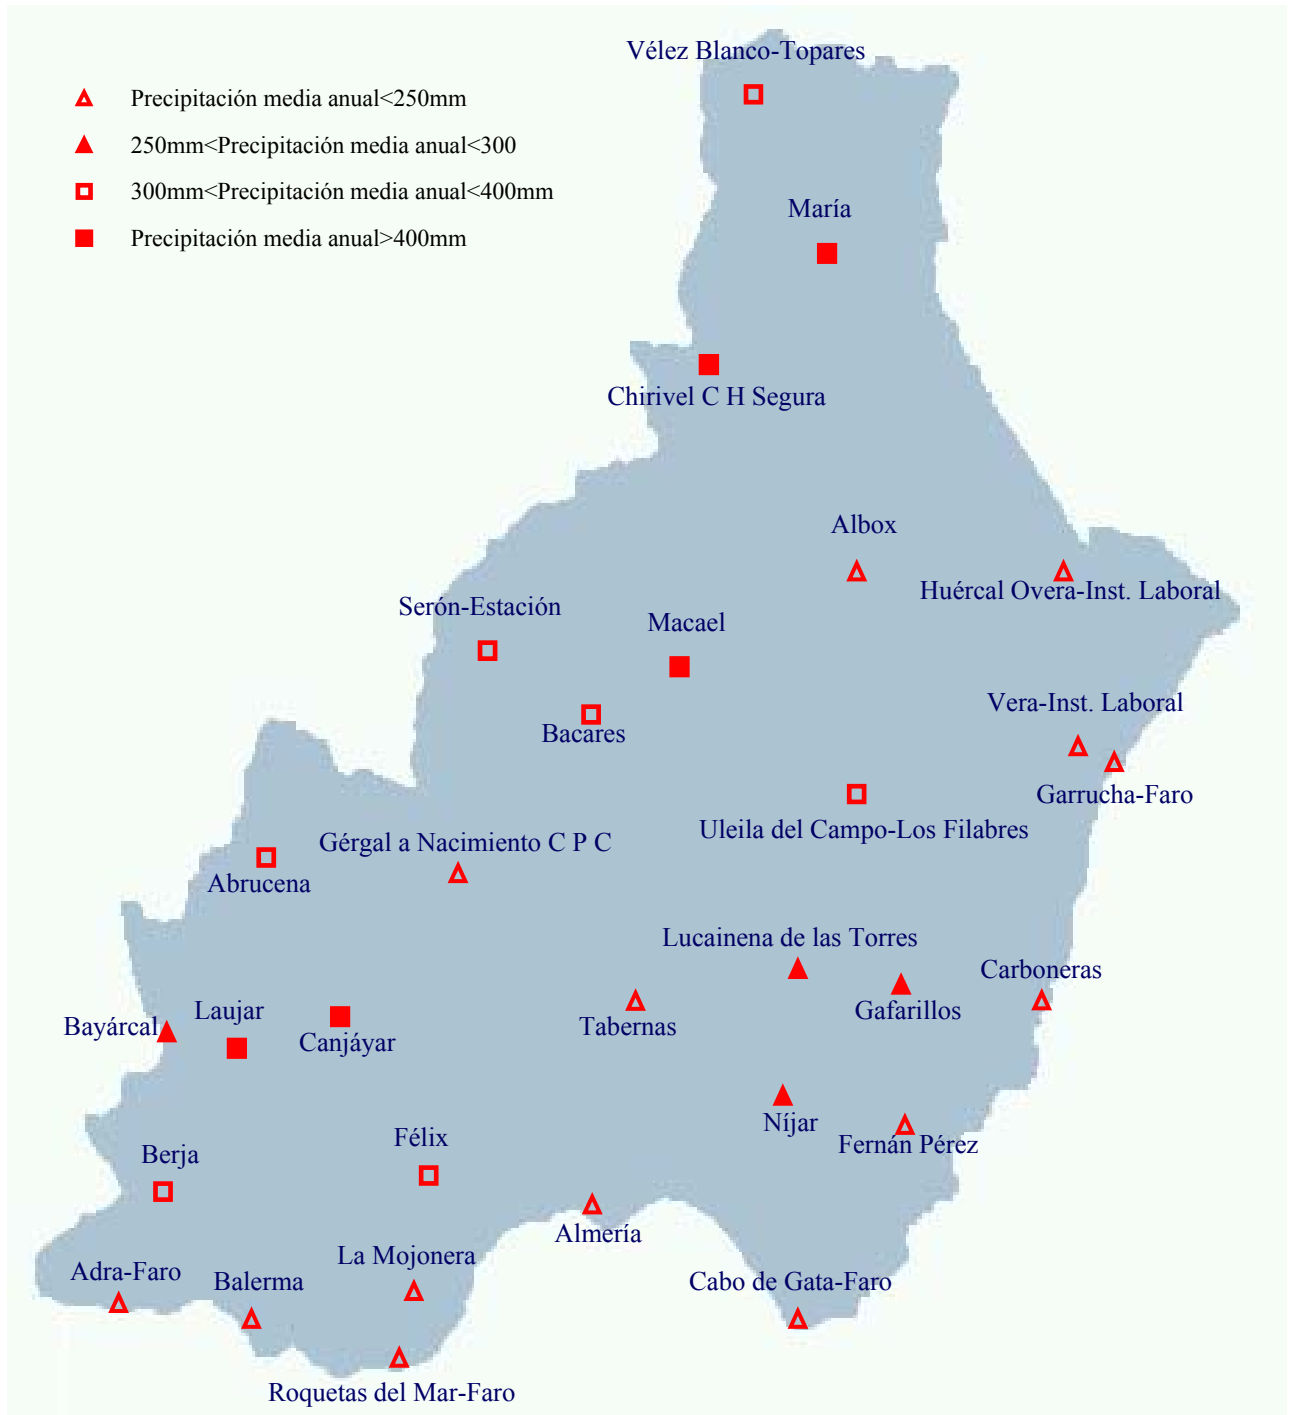 Vélez Blanco-Topares
Precipitación media anual<250mm
250mm<Precipitación media anual<300
300mm<Precipitación media anual<400mm
Precipitación media anual>400mm
María
Chirivel C H Segura
Albox
Huércal Overa-Inst. Laboral
Serón-Estación
Macael
Vera-Inst. Laboral
Bacares
Garrucha-Faro
Uleila del Campo-Los Filabres
Gérgal a Nacimiento C P C
Abrucena
Lucainena de las Torres
Carboneras
Gafarillos
Laujar
Bayárcal
Tabernas
Canjáyar
Níjar
Félix
Fernán Pérez
Berja
Almería
La Mojonera
Adra-Faro
Balerma
Cabo de Gata-Faro
Roquetas del Mar-Faro